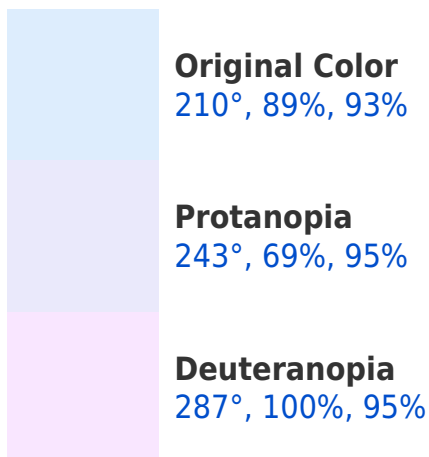 Original Color
210°, 89%, 93%
Protanopia
243°, 69%, 95%
Deuteranopia
287°, 100%, 95%